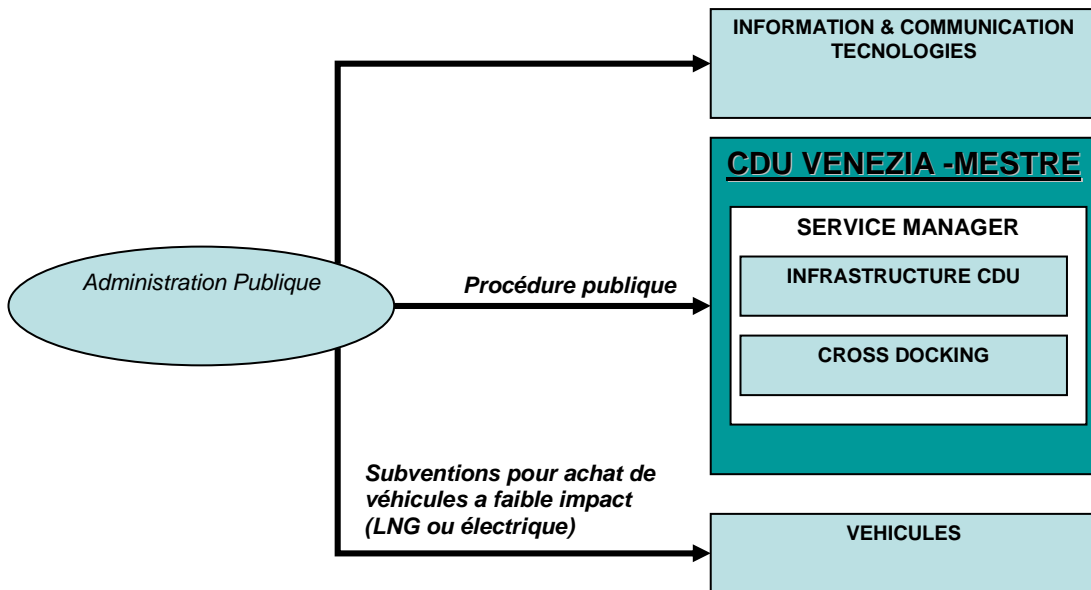 INFORMATION & COMMUNICATION
TECNOLOGIES
CDU VENEZIA -MESTRE
SERVICE MANAGER
INFRASTRUCTURE CDU
CROSS DOCKING
Administration Publique
Procédure publique
Subventions pour achat de
véhicules a faible impact
(LNG ou électrique)
VEHICULES